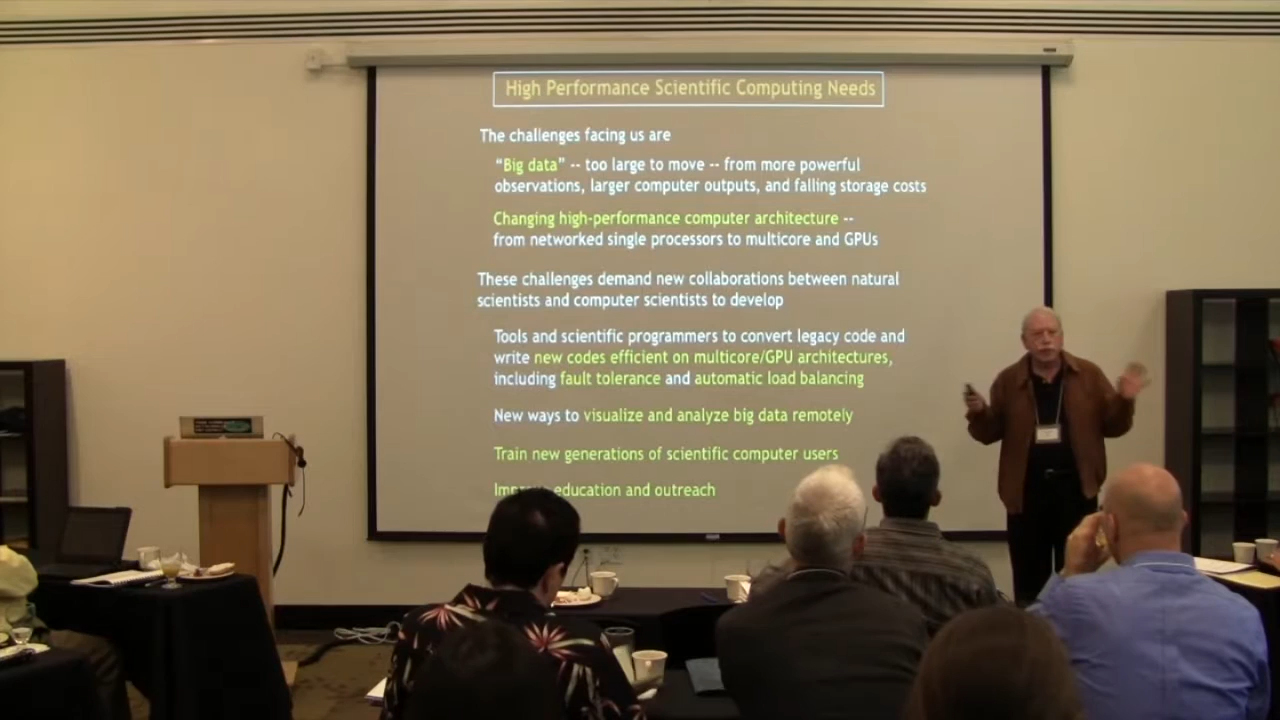 High Performance Scientific Computing Needs
The challenges facing us are
“Big data” -- too large to move -- from more powerful
observations, larger computer outputs, and falling storage costs
Changing high-performance computer architecture --
from networked single processors to multicore and GPUs
These challenges demand new collaborations between natural
scientists and computer scientists to develop
Tools and scientific programmers to convert legacy code and
write new codes efficient on multicore/GPU architectures,
including fault tolerance and automatic load balancing
New ways to visualize and analyze big data remotely
Train new generations of scientific computer users
education and outreach